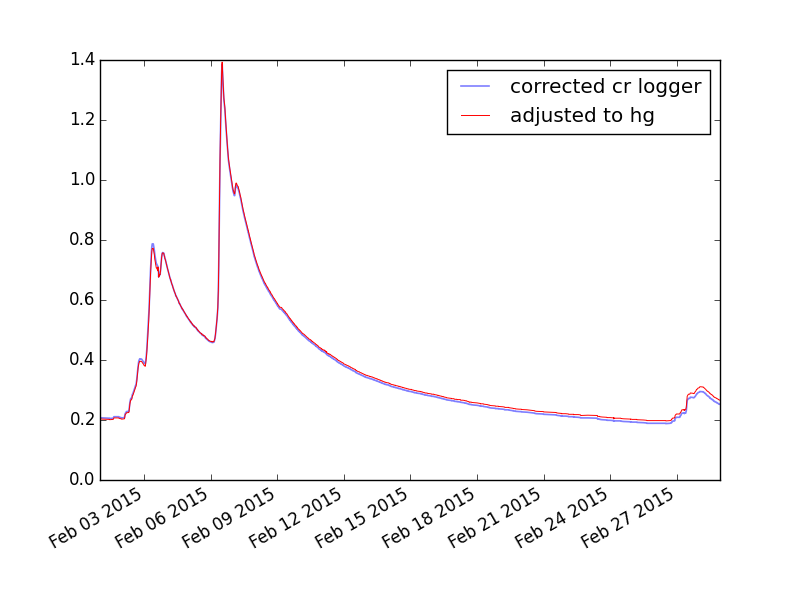 1.4
1.2
1.0
0.8
0.6
0.4
0.2
0.0
corrected cr logger
adjusted to hg
Feb 03 2015
Feb 06 2015
Feb 09 2015
Feb 12 2015
Feb 15 2015
Feb 18 2015
Feb 21 2015
Feb 24 2015
Feb 27 2015